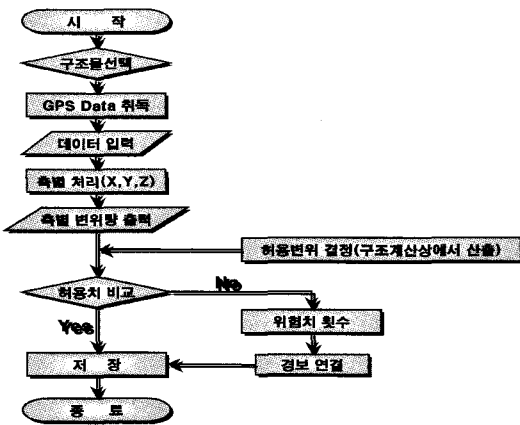 시 작
구조물선택
GPS Data 취득
데이터 입력
축별 처리(X,Y,Z)
축별 변위량 출력
허용변위 결정(구조계산상에서 산출)
허용치 비교
No
Yes
위험치 횟수
저 장
경보 연결
종 료